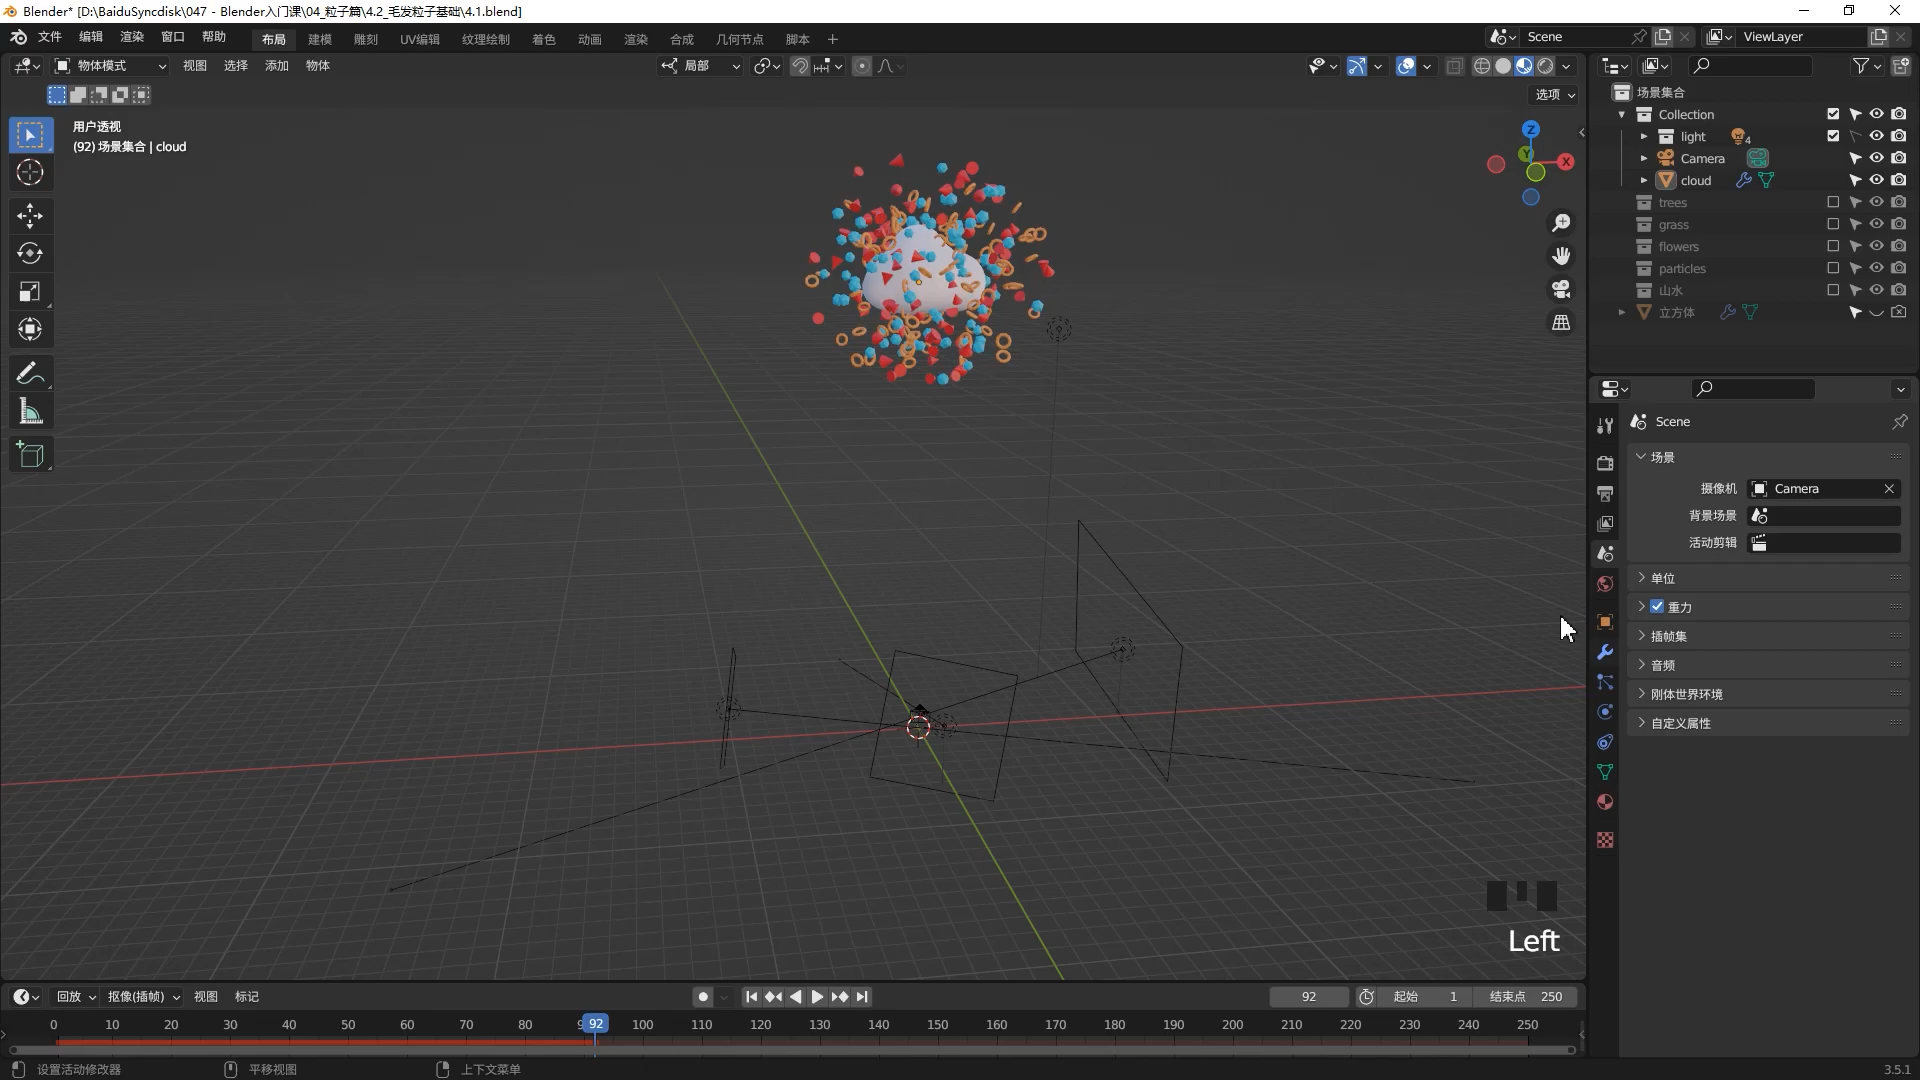 Blender* [D:\BaiduSyncdisk\047 - Blender入门课\04_粒子篇\4.2_毛发粒子基础\4.1.blend]
文件 编辑 渲染 窗口 帮助 布局 建模 雕刻 UV编辑 纹理绘制 着色 动画 渲染 合成 几何节点 脚本 + Scene ViewLayer
物体模式 视图 选择 添加 物体 局部
选项
用户透视
(92) 场景集合 | cloud
Z
Y
X
场景集合
Collection
light 4
Camera
cloud
trees
grass
flowers
particles
山水
立方体
Scene
场景
摄像机 Camera
背景场景
活动剪辑
单位
重力
插帧集
音频
刚体世界环境
自定义属性
Left
回放 抠像(插帧) 视图 标记 92 起始 1 结束点 250
0 10 20 30 40 50 60 70 80 92 100 110 120 130 140 150 160 170 180 190 200 210 220 230 240 250
设置活动修改器 平移视图 上下文菜单 3.5.1